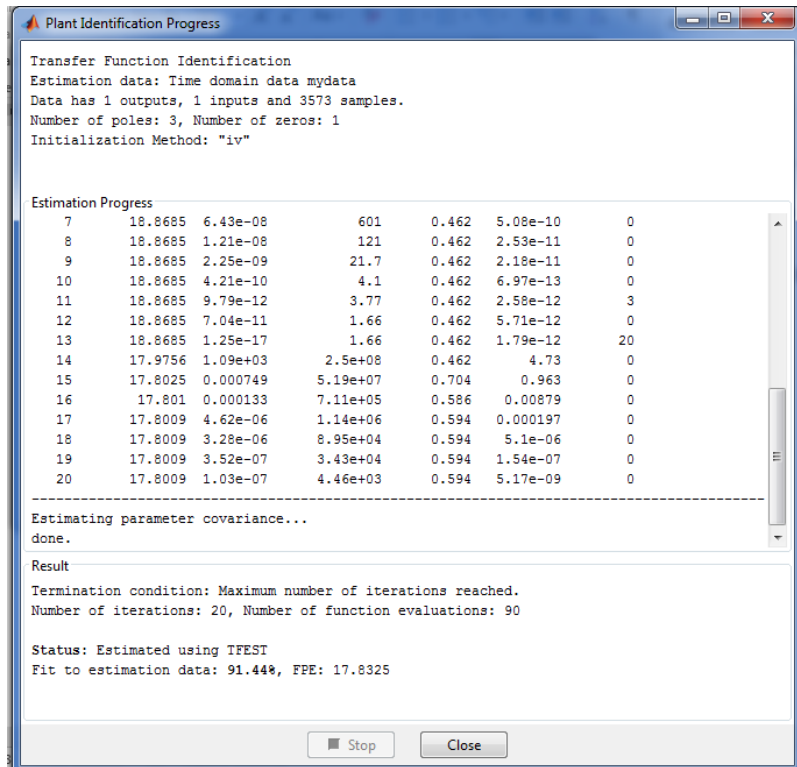 Plant Identification Progress
Transfer Function Identification
Estimation data: Time domain data mydata
Data has 1 outputs, 1 inputs and 3573 samples.
Number of poles: 3, Number of zeros: 1
Initialization Method: "iv"
Estimation Progress
7 18.8685 6.43e-08 601 0.462 5.08e-10 0
8 18.8685 1.21e-08 121 0.462 2.53e-11 0
9 18.8685 2.25e-09 21.7 0.462 2.18e-11 0
10 18.8685 4.21e-10 4.1 0.462 6.97e-13 0
11 18.8685 9.79e-12 3.77 0.462 2.58e-12 3
12 18.8685 7.04e-11 1.66 0.462 5.71e-12 0
13 18.8685 1.25e-17 1.66 0.462 1.79e-12 20
14 17.9756 1.09e+03 2.5e+08 0.462 4.73 0
15 17.8025 0.000749 5.19e+07 0.704 0.963 0
16 17.801 0.000133 7.11e+05 0.586 0.00879 0
17 17.8009 4.62e-06 1.14e+06 0.594 0.000197 0
18 17.8009 3.28e-06 8.95e+04 0.594 5.1e-06 0
19 17.8009 3.52e-07 3.43e+04 0.594 1.54e-07 0
20 17.8009 1.03e-07 4.46e+03 0.594 5.17e-09 0
--------------------------------------------------------------------------------------------
Estimating parameter covariance...
done.
Result
Termination condition: Maximum number of iterations reached.
Number of iterations: 20, Number of function evaluations: 90
Status: Estimated using TFEST
Fit to estimation data: 91.44%, FPE: 17.8325
Stop
Close